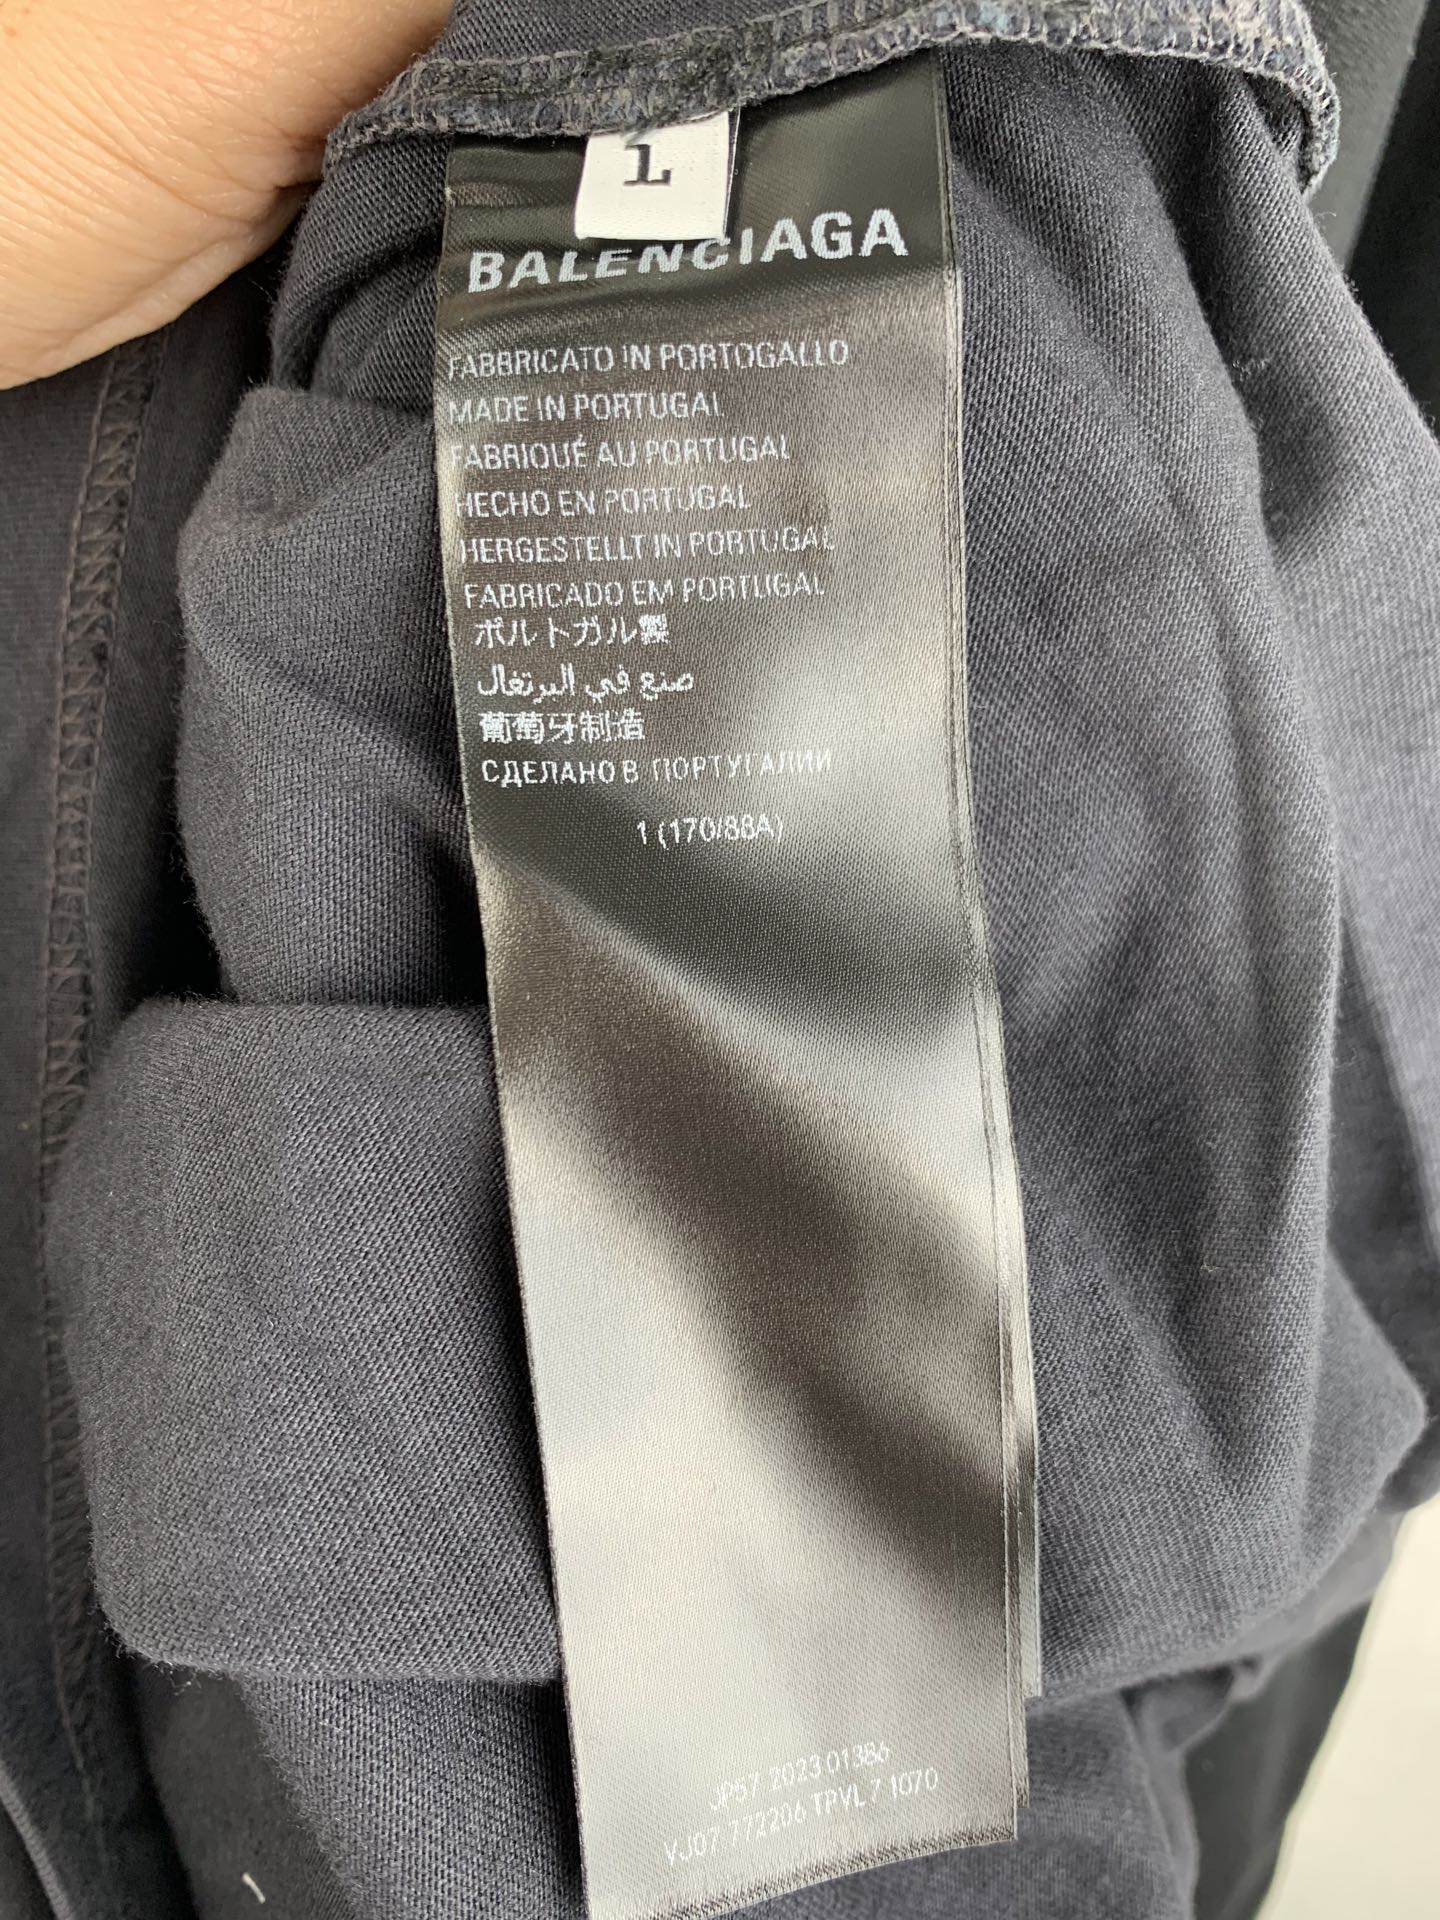 1
BALENCIAGA
FABBRICATO IN PORTOGALLO
MADE IN PORTUGAL
FABRIQUÉ AU PORTUGAL
HECHO EN PORTUGAL
HERGESTELLT IN PORTUGAL
FABRICADO EM PORTUGAL
ポルトガル製
صنع في البرتغال
葡萄牙制造
СДЕЛАНО В ПОРТУГАЛИИ
1 (170/88A)
JP57 2023 01386
VJ07 772206 TPVL7 1070